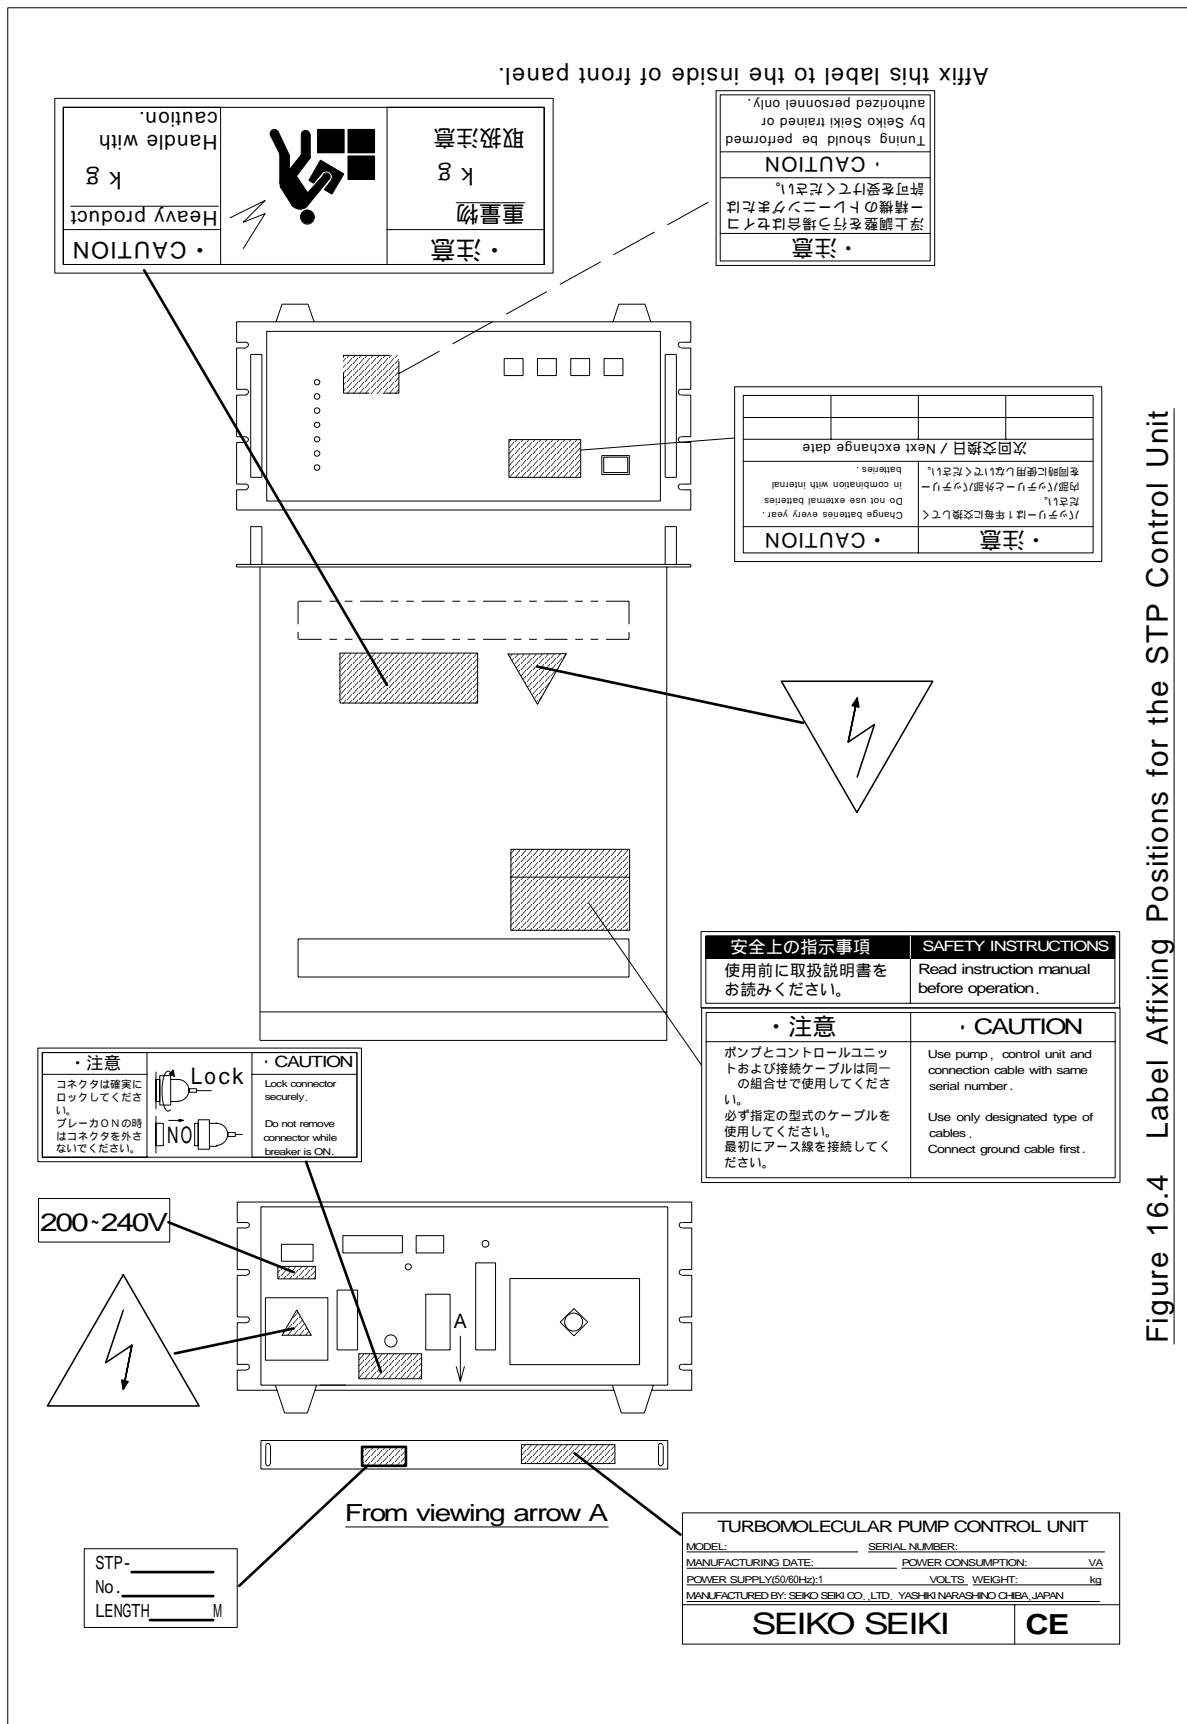 Affix this label to the inside of front panel.
・注意
重量物
kg
取扱注意
・CAUTION
Heavy product
kg
Handle with
caution.
・注意
浮上調整を行う場合はセイコ
ー精機のトレーニングまたは
許可を受けてください。
・CAUTION
Tuning should be performed
by Seiko Seiki trained or
authorized personnel only.
・注意
バッテリーは1年毎に交換してく
ださい。
内部バッテリーと外部バッテリー
を同時に使用しないでください。
・CAUTION
Change batteries every year.
Do not use external batteries
in combination with internal
batteries.
次回交換日 / Next exchange date
安全上の指示事項
使用前に取扱説明書を
お読みください。
SAFETY INSTRUCTIONS
Read instruction manual
before operation.
・注意
ポンプとコントロールユニッ
トおよび接続ケーブルは同一
の組合せで使用してくださ
い。
必ず指定の型式のケーブルを
使用してください。
最初にアース線を接続してく
ださい。
・CAUTION
Use pump, control unit and
connection cable with same
serial number.
Use only designated type of
cables.
Connect ground cable first.
・注意
コネクタは確実に
ロックしてくださ
い。
ブレーカONの時
はコネクタを外さ
ないでください。
Lock
NO
・CAUTION
Lock connector
securely.
Do not remove
connector while
breaker is ON.
200~240V
A
From viewing arrow A
STP-
No.
LENGTH M
TURBOMOLECULAR PUMP CONTROL UNIT
MODEL: SERIAL NUMBER:
MANUFACTURING DATE: POWER CONSUMPTION: VA
POWER SUPPLY(50/60Hz):1 VOLTS WEIGHT: kg
MANUFACTURED BY: SEIKO SEIKI CO.,LTD. YASHIKI NARASHINO CHIBA,JAPAN
SEIKO SEIKI CE
Figure 16.4 Label Affixing Positions for the STP Control Unit